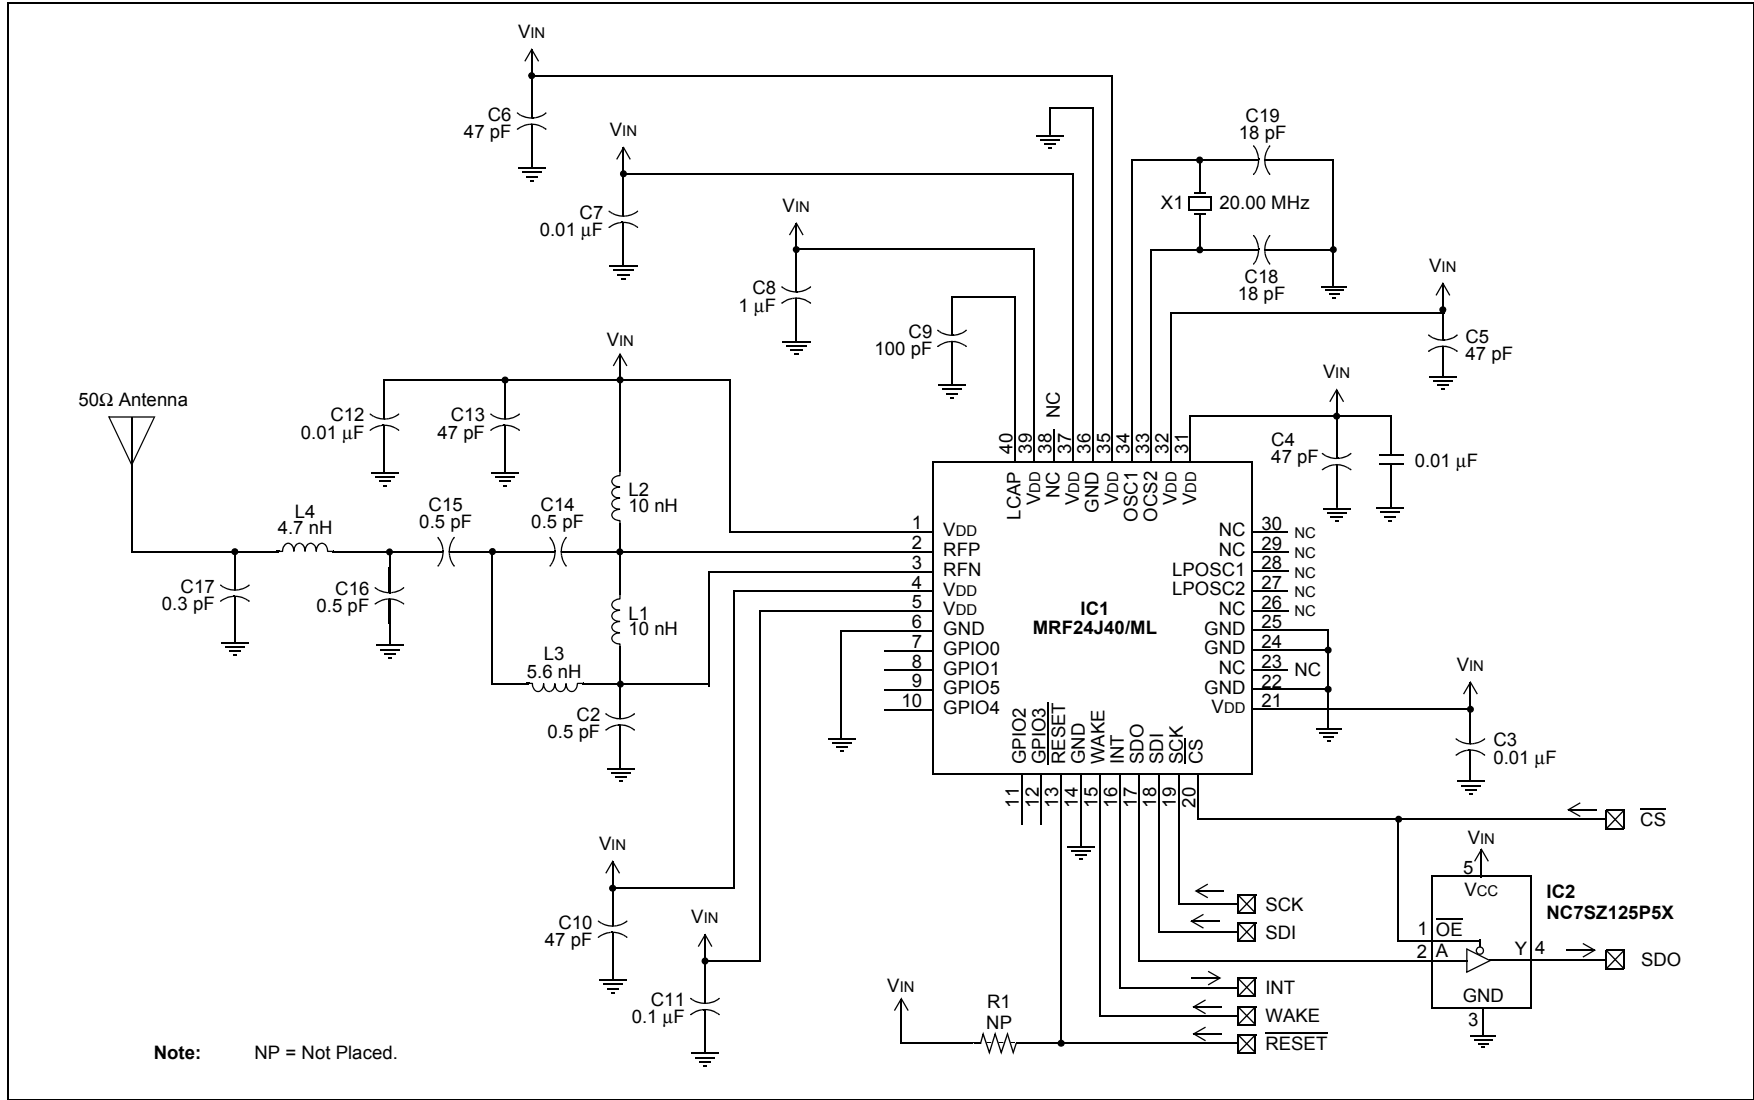 VIN
C6
47 pF
VIN
C7
0.01 µF
VIN
C8
1 µF
C9
100 pF
C19
18 pF
X1
20.00 MHz
C18
18 pF
VIN
C5
47 pF
VIN
C4
47 pF
0.01 µF
VIN
C12
0.01 µF
C13
47 pF
50Ω Antenna
L2
10 nH
L4
4.7 nH
C15
0.5 pF
C14
0.5 pF
C17
0.3 pF
C16
0.5 pF
L1
10 nH
L3
5.6 nH
C2
0.5 pF
NC
40 39 38 37 36 35 34 33 32 31
LCAP VDD NC VDD GND VDD OSC1 OCS2 VDD VDD
1 VDD
2 RFP
3 RFN
4 VDD
5 VDD
6 GND
7 GPIO0
8 GPIO1
9 GPIO5
10 GPIO4
IC1
MRF24J40/ML
NC 30 NC
NC 29 NC
LPOSC1 28 NC
LPOSC2 27 NC
NC 26 NC
GND 25
GND 24
NC 23 NC
GND 22
VDD 21
GPIO2 GPIO3 RESET GND WAKE INT SDO SDI SCK CS
11 12 13 14 15 16 17 18 19 20
VIN
C3
0.01 µF
CS
VIN
5
VCC
IC2
NC7SZ125P5X
1 OE
2 A
Y 4
GND
3
SDO
SCK
SDI
INT
WAKE
RESET
VIN
C10
47 pF
VIN
C11
0.1 µF
VIN
R1
NP
Note: NP = Not Placed.